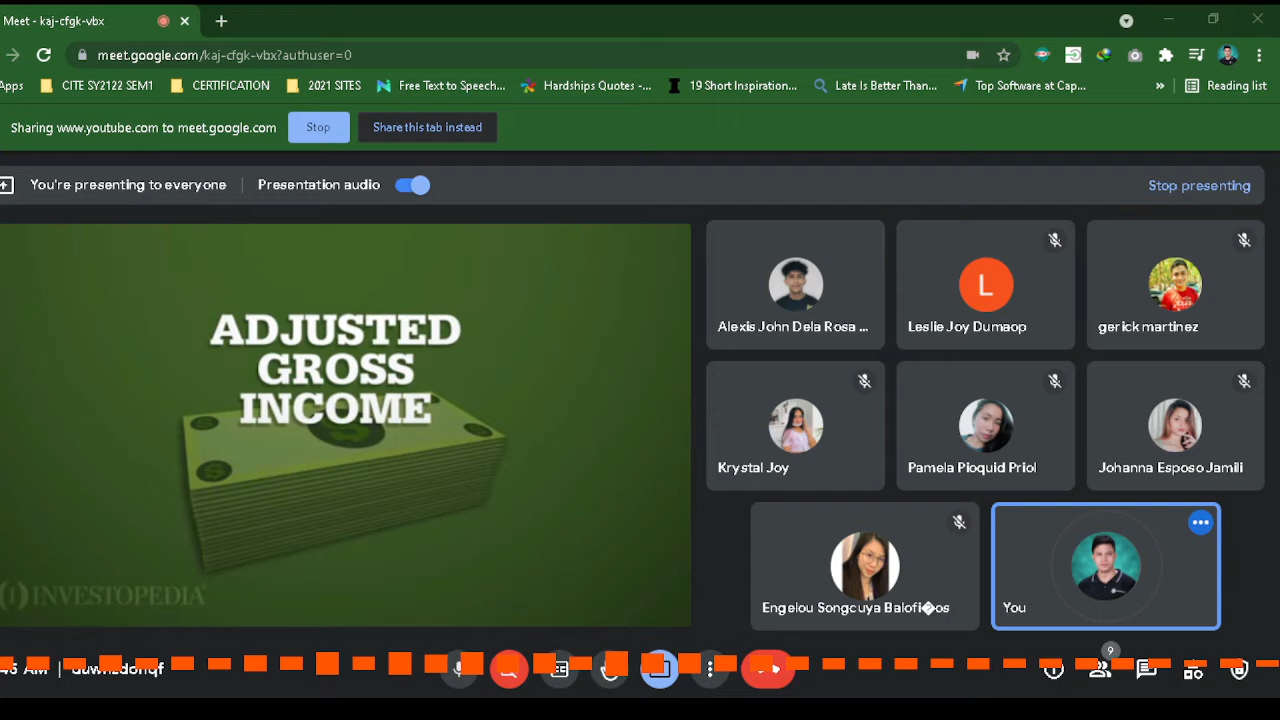 Meet - kaj-cfgk-vbx
meet.google.com/kaj-cfgk-vbx?authuser=0
Apps CITE SY2122 SEM1 CERTIFICATION 2021 SITES Free Text to Speech... Hardships Quotes -... 19 Short Inspiration... Late Is Better Than... Top Software at Cap... » Reading list
Sharing www.youtube.com to meet.google.com Stop Share this tab instead
You're presenting to everyone Presentation audio Stop presenting
ADJUSTED
GROSS
INCOME
INVESTOPEDIA
Alexis John Dela Rosa ...
L
Leslie Joy Dumaop
gerick martinez
Krystal Joy
Pamela Pioquid Priol
Johanna Esposo Jamili
Engelou Songcuya Balofi�os
You
9